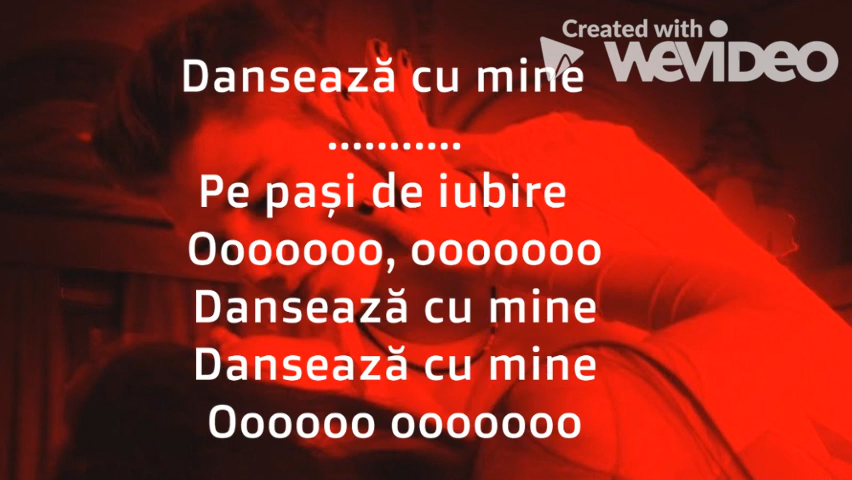 Created with
WEVIDEO
Dansează cu mine
...........
Pe pași de iubire
Ooooooo, ooooooo
Dansează cu mine
Dansează cu mine
Oooooo ooooooo